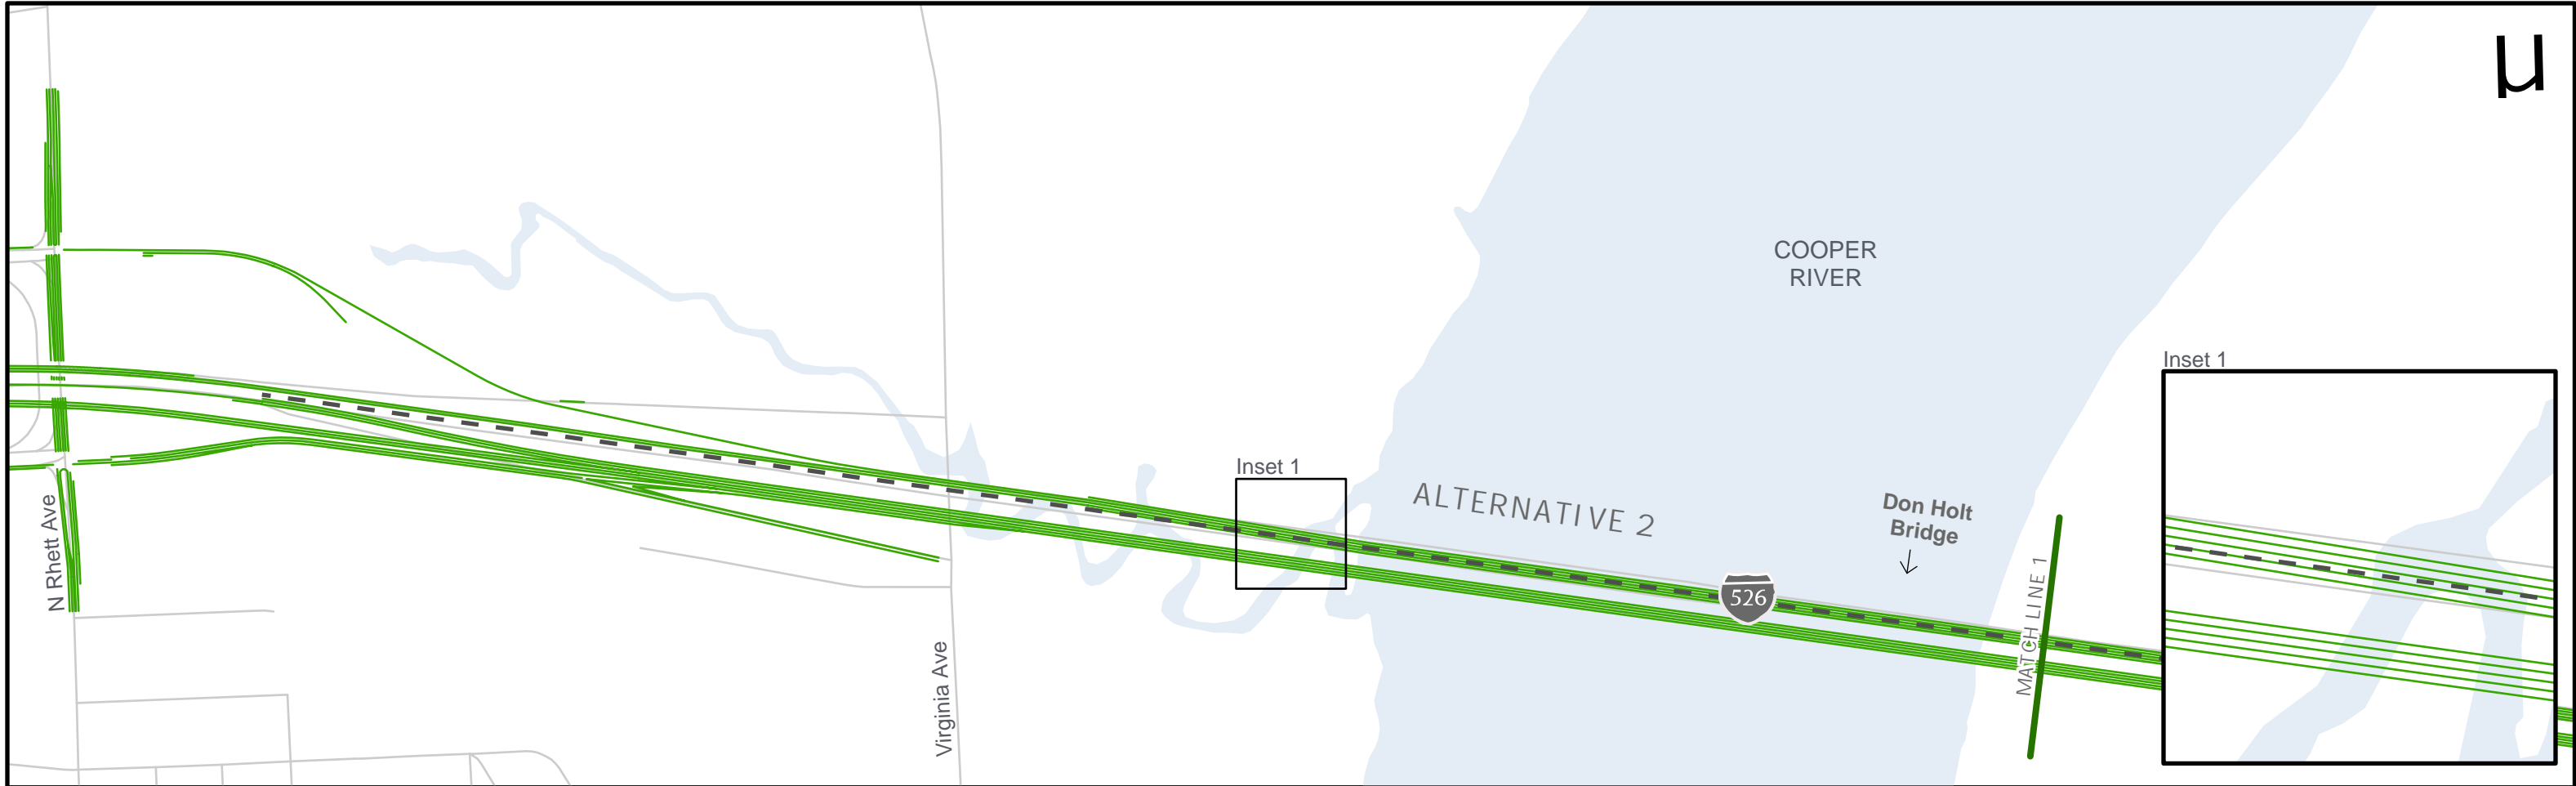 µ
COOPER
RIVER
Inset 1
Inset 1
ALTERNATIVE 2
Don Holt
Bridge
N Rhett Ave
526
MATCH LINE 1
Virginia Ave